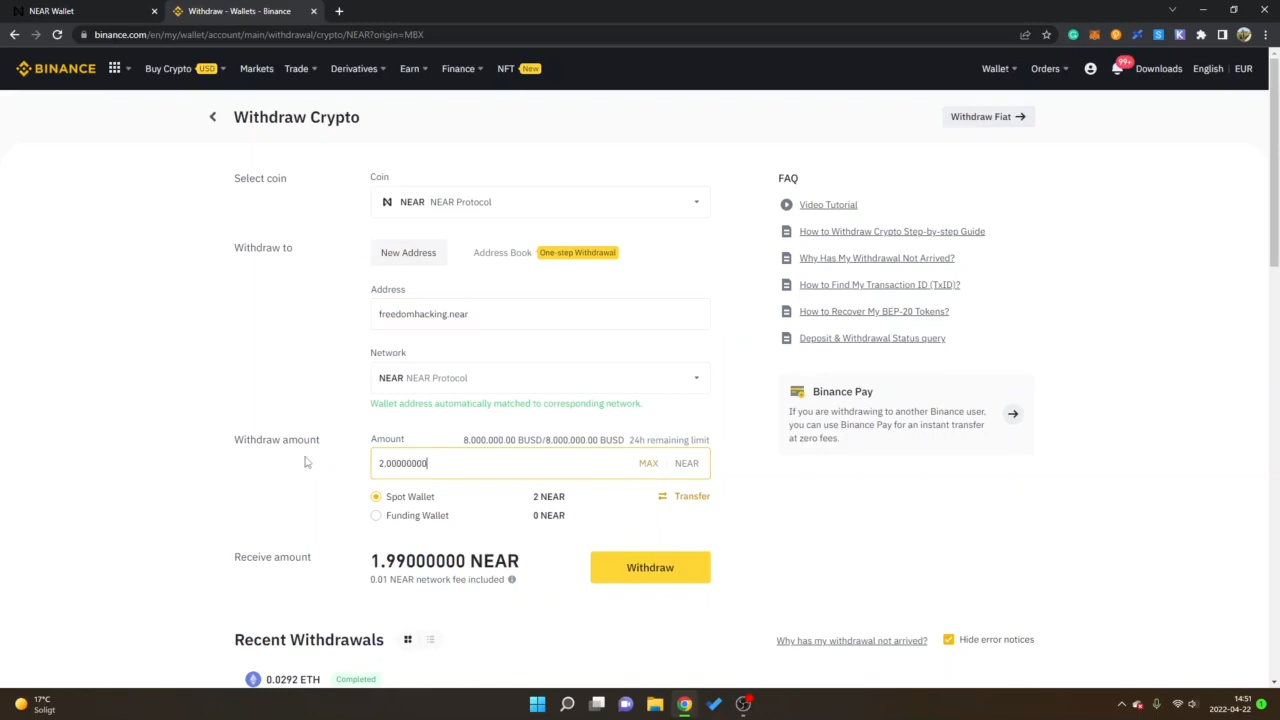 NEAR Wallet
Withdraw - Wallets - Binance
binance.com/en/my/wallet/account/main/withdrawal/crypto/NEAR?origin=MBX
BINANCE Buy Crypto USD Markets Trade Derivatives Earn Finance NFT New Wallet Orders 99+ Downloads English | EUR
Withdraw Crypto
Withdraw Fiat
Select coin
Coin
NEAR NEAR Protocol
Withdraw to
New Address
Address Book One-step Withdrawal
Address
freedomhacking.near
Network
NEAR NEAR Protocol
Wallet address automatically matched to corresponding network.
Withdraw amount
Amount
8,000,000.00 BUSD/8,000,000.00 BUSD 24h remaining limit
2.00000000
MAX NEAR
Spot Wallet 2 NEAR Transfer
Funding Wallet 0 NEAR
Receive amount
1.99000000 NEAR
0.01 NEAR network fee included
Withdraw
FAQ
Video Tutorial
How to Withdraw Crypto Step-by-step Guide
Why Has My Withdrawal Not Arrived?
How to Find My Transaction ID (TxID)?
How to Recover My BEP-20 Tokens?
Deposit & Withdrawal Status query
Binance Pay
If you are withdrawing to another Binance user,
you can use Binance Pay for an instant transfer
at zero fees.
Recent Withdrawals
Why has my withdrawal not arrived?
Hide error notices
0.0292 ETH Completed
17°C
Soligt
14:51
2022-04-22
1